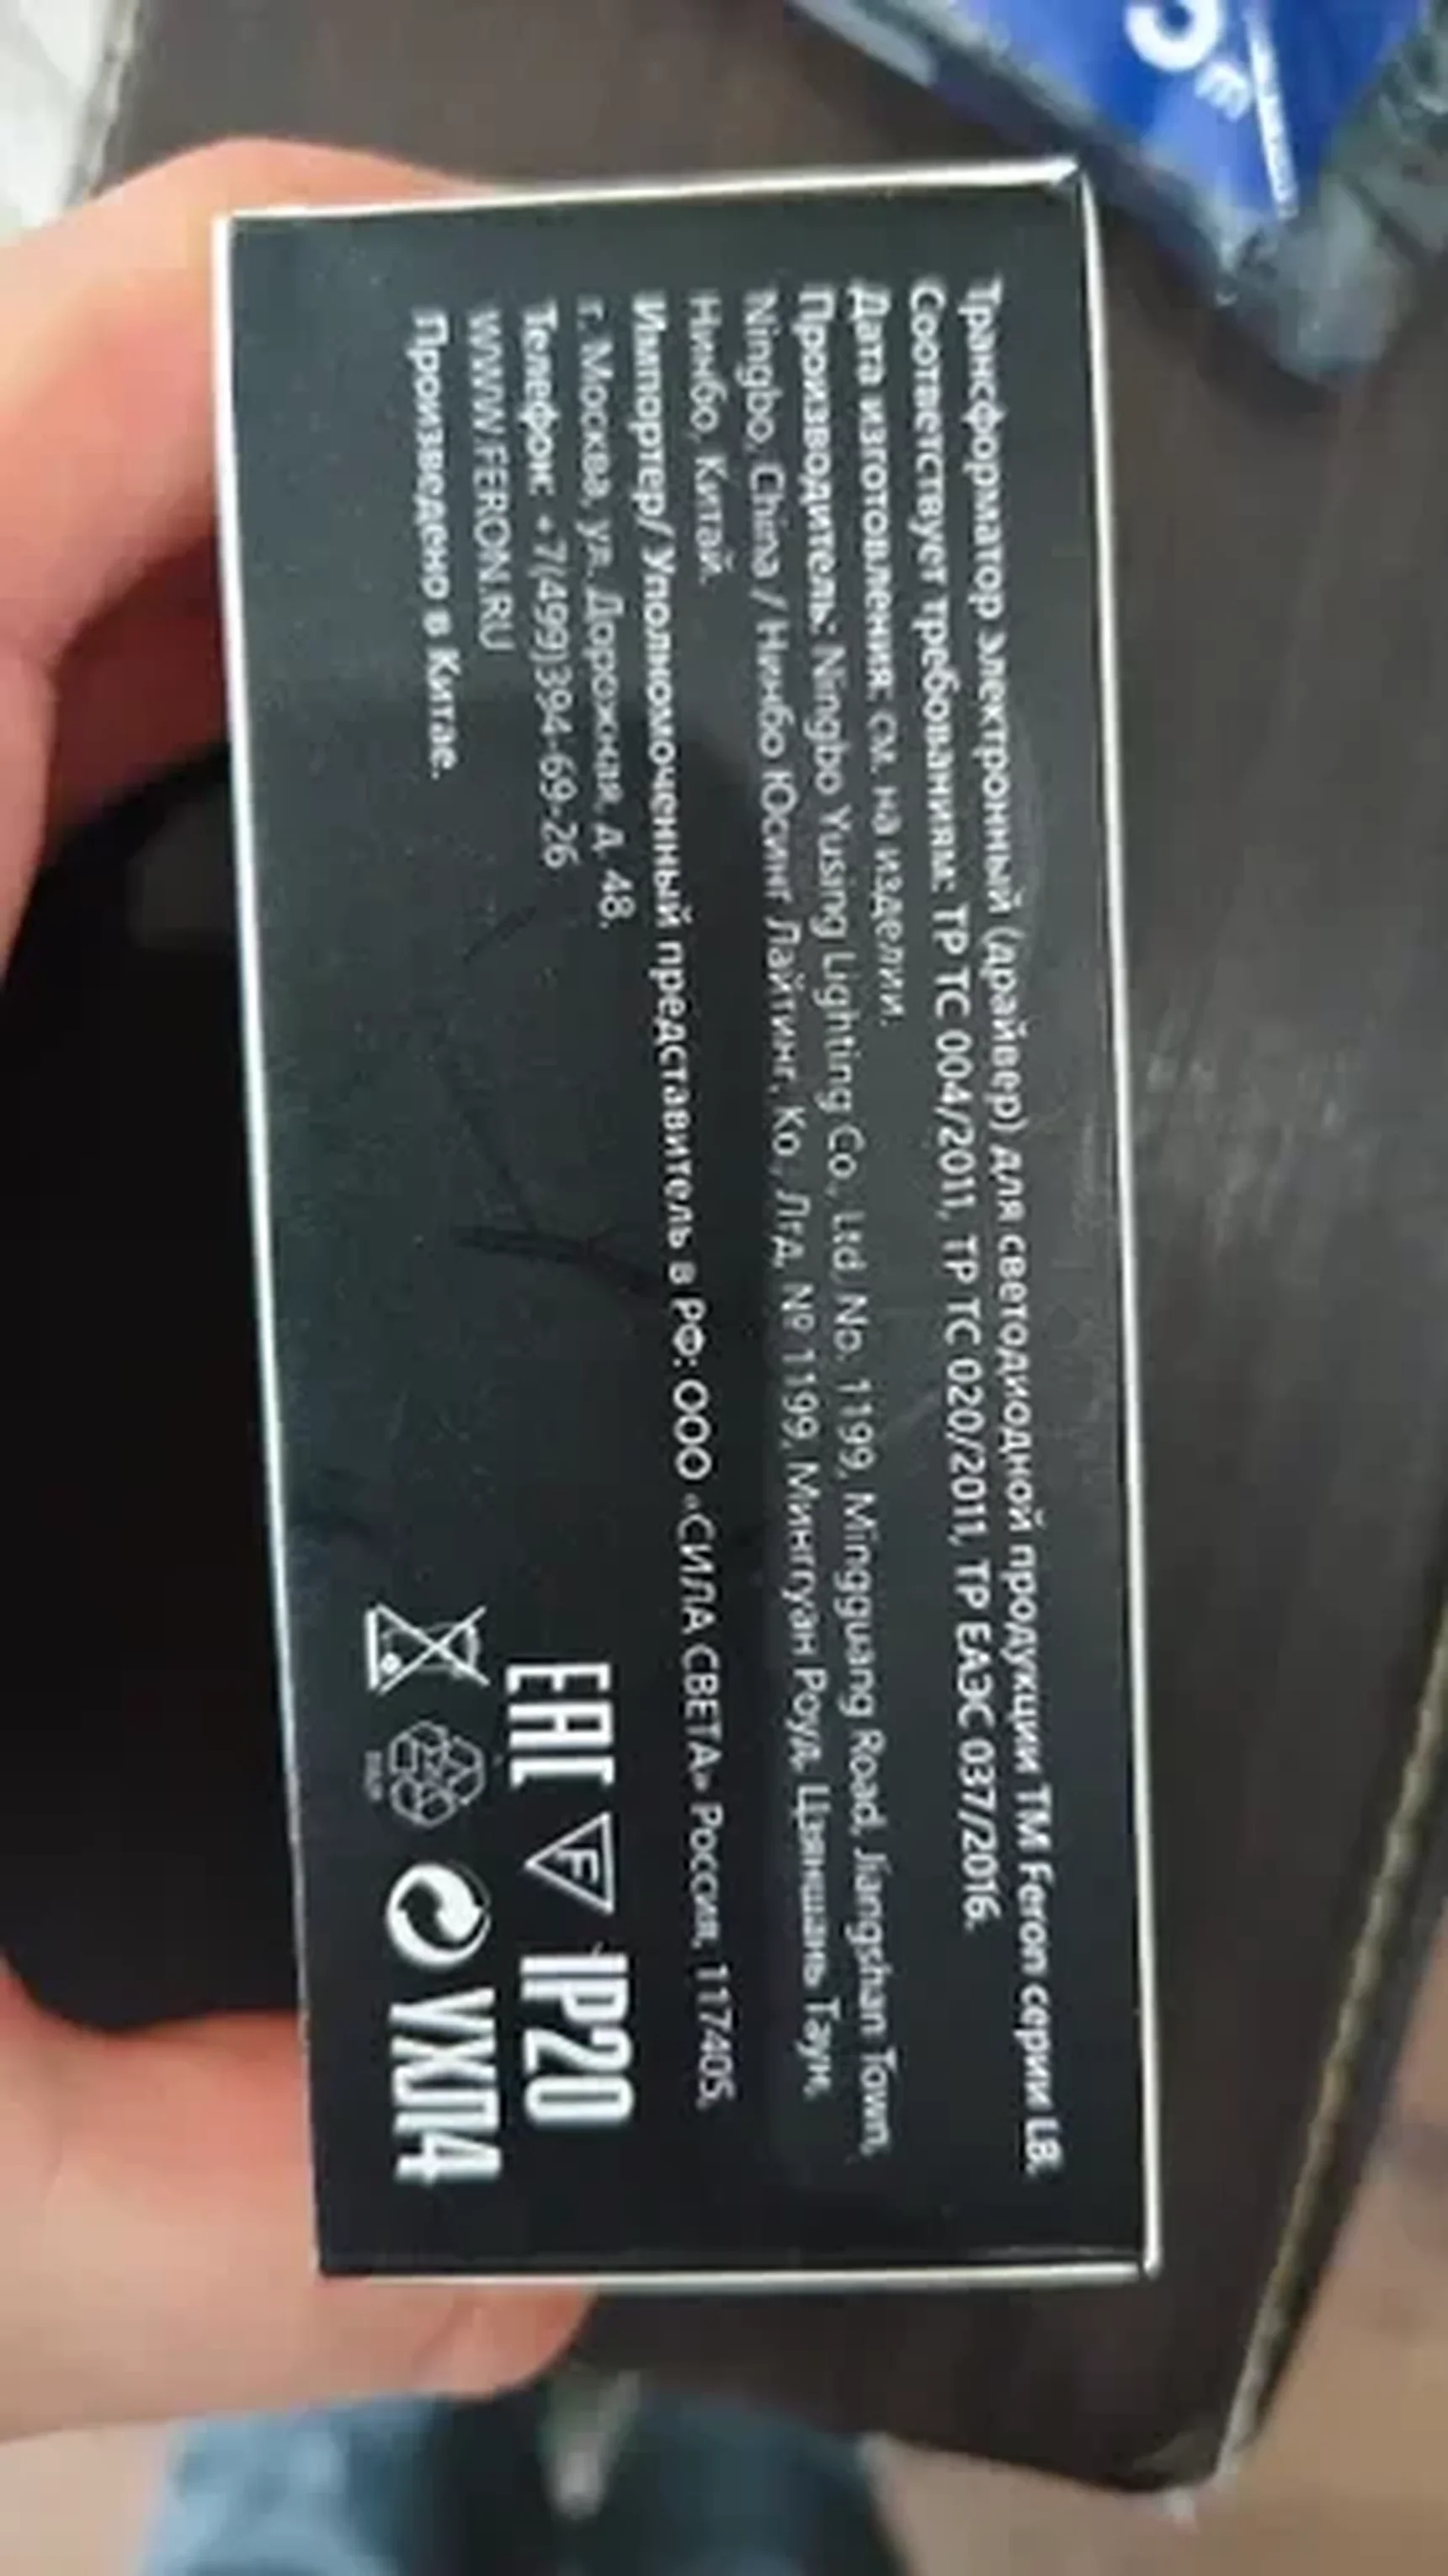 Трансформатор электронный (драйвер) для светодиодной продукции ТМ Feron серии LB.
Соответствует требованиям: ТР ТС 004/2011, ТР ТС 020/2011, ТР ЕАЭС 037/2016.
Дата изготовления: см. на изделии.
Производитель: Ningbo Yusing Lighting Co., Ltd, No. 1199, Mingguang Road, Jiangshan Town,
Ningbo, China / Нинбо Юсинг Лайтинг, Ко., Лтд, № 1199, Мингуан Роуд, Цзяншань Таун,
Нинбо, Китай.
Импортер/ Уполномоченный представитель в РФ: ООО «СИЛА СВЕТА» Россия, 117405,
г. Москва, ул. Дорожная, д. 48.
Телефон: +7(499)394-69-26
WWW.FERON.RU
Произведено в Китае.
ЕАС F IP20
УХЛ4